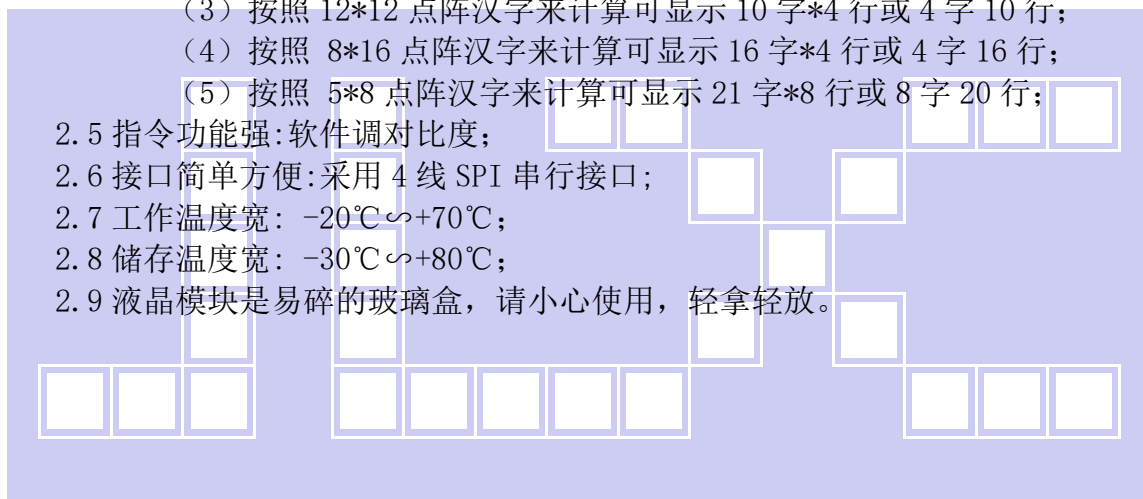 （3）按照 12*12 点阵汉字来计算可显示 10 字*4 行或 4 字 10 行；
（4）按照 8*16 点阵汉字来计算可显示 16 字*4 行或 4 字 16 行；
（5）按照 5*8 点阵汉字来计算可显示 21 字*8 行或 8 字 20 行；
2.5 指令功能强:软件调对比度；
2.6 接口简单方便:采用 4 线 SPI 串行接口;
2.7 工作温度宽: -20℃∽+70℃；
2.8 储存温度宽: -30℃∽+80℃；
2.9 液晶模块是易碎的玻璃盒，请小心使用，轻拿轻放。